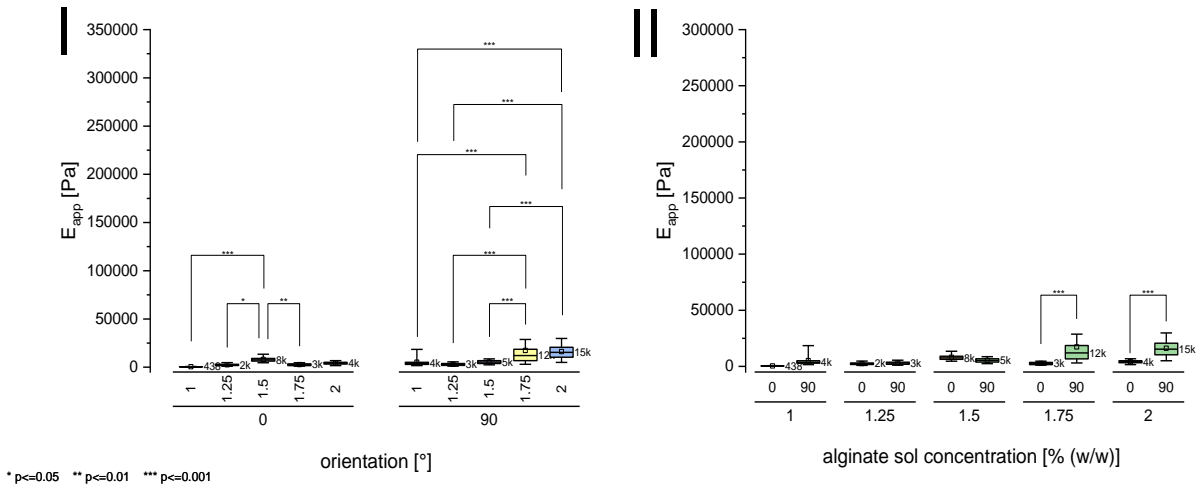 I
350000
300000
250000
200000
150000
100000
50000
0
E_app [Pa]
***
***
***
***
***
***
***
* **
438 2k 8k 3k 4k
4k 3k 5k 12k 15k
1 1.25 1.5 1.75 2
1 1.25 1.5 1.75 2
0 90
orientation [°]
* p<=0.05 ** p<=0.01 *** p<=0.001
II
300000
250000
200000
150000
100000
50000
0
E_app [Pa]
*** ***
438 4k 2k 3k 8k 5k 3k 12k 4k 15k
0 90 0 90 0 90 0 90 0 90
1 1.25 1.5 1.75 2
alginate sol concentration [% (w/w)]